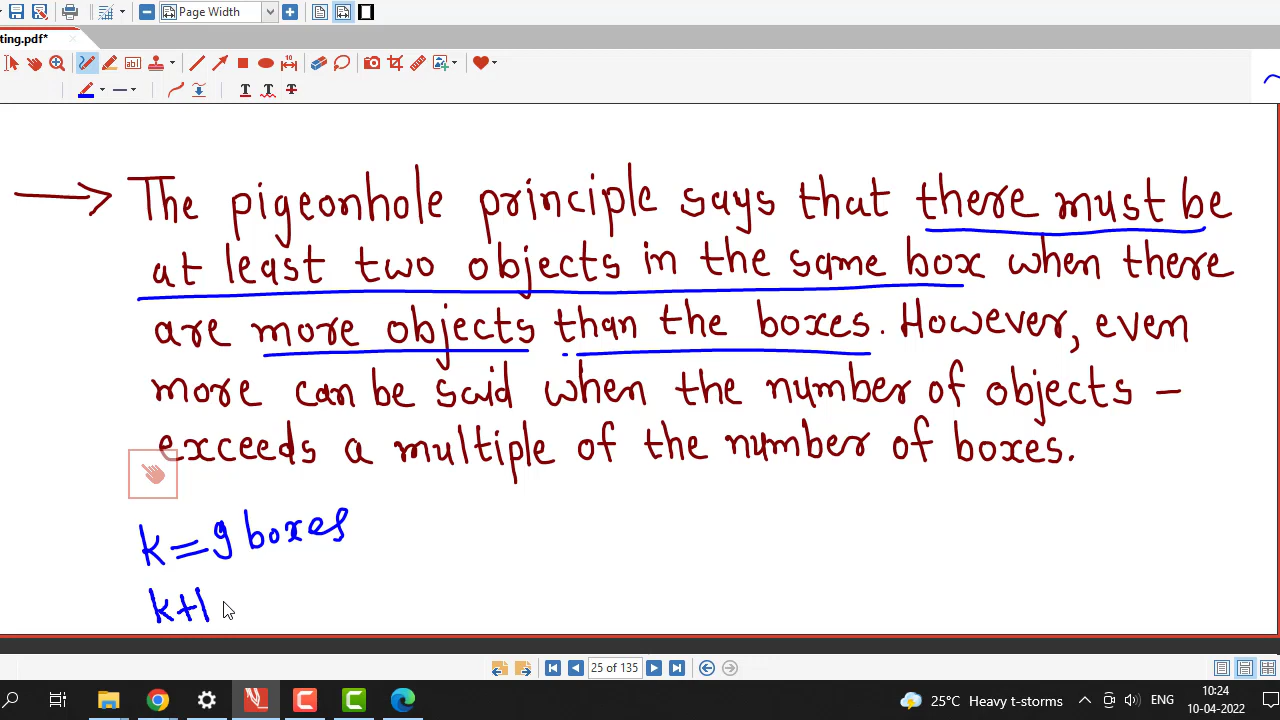 Page Width
ting.pdf*
The pigeonhole principle says that there must be
at least two objects in the same box when there
are more objects than the boxes. However, even
more can be said when the number of objects –
exceeds a multiple of the number of boxes.
k = 9 boxes
k+1
25 of 135
25°C Heavy t-storms
ENG
10:24
10-04-2022